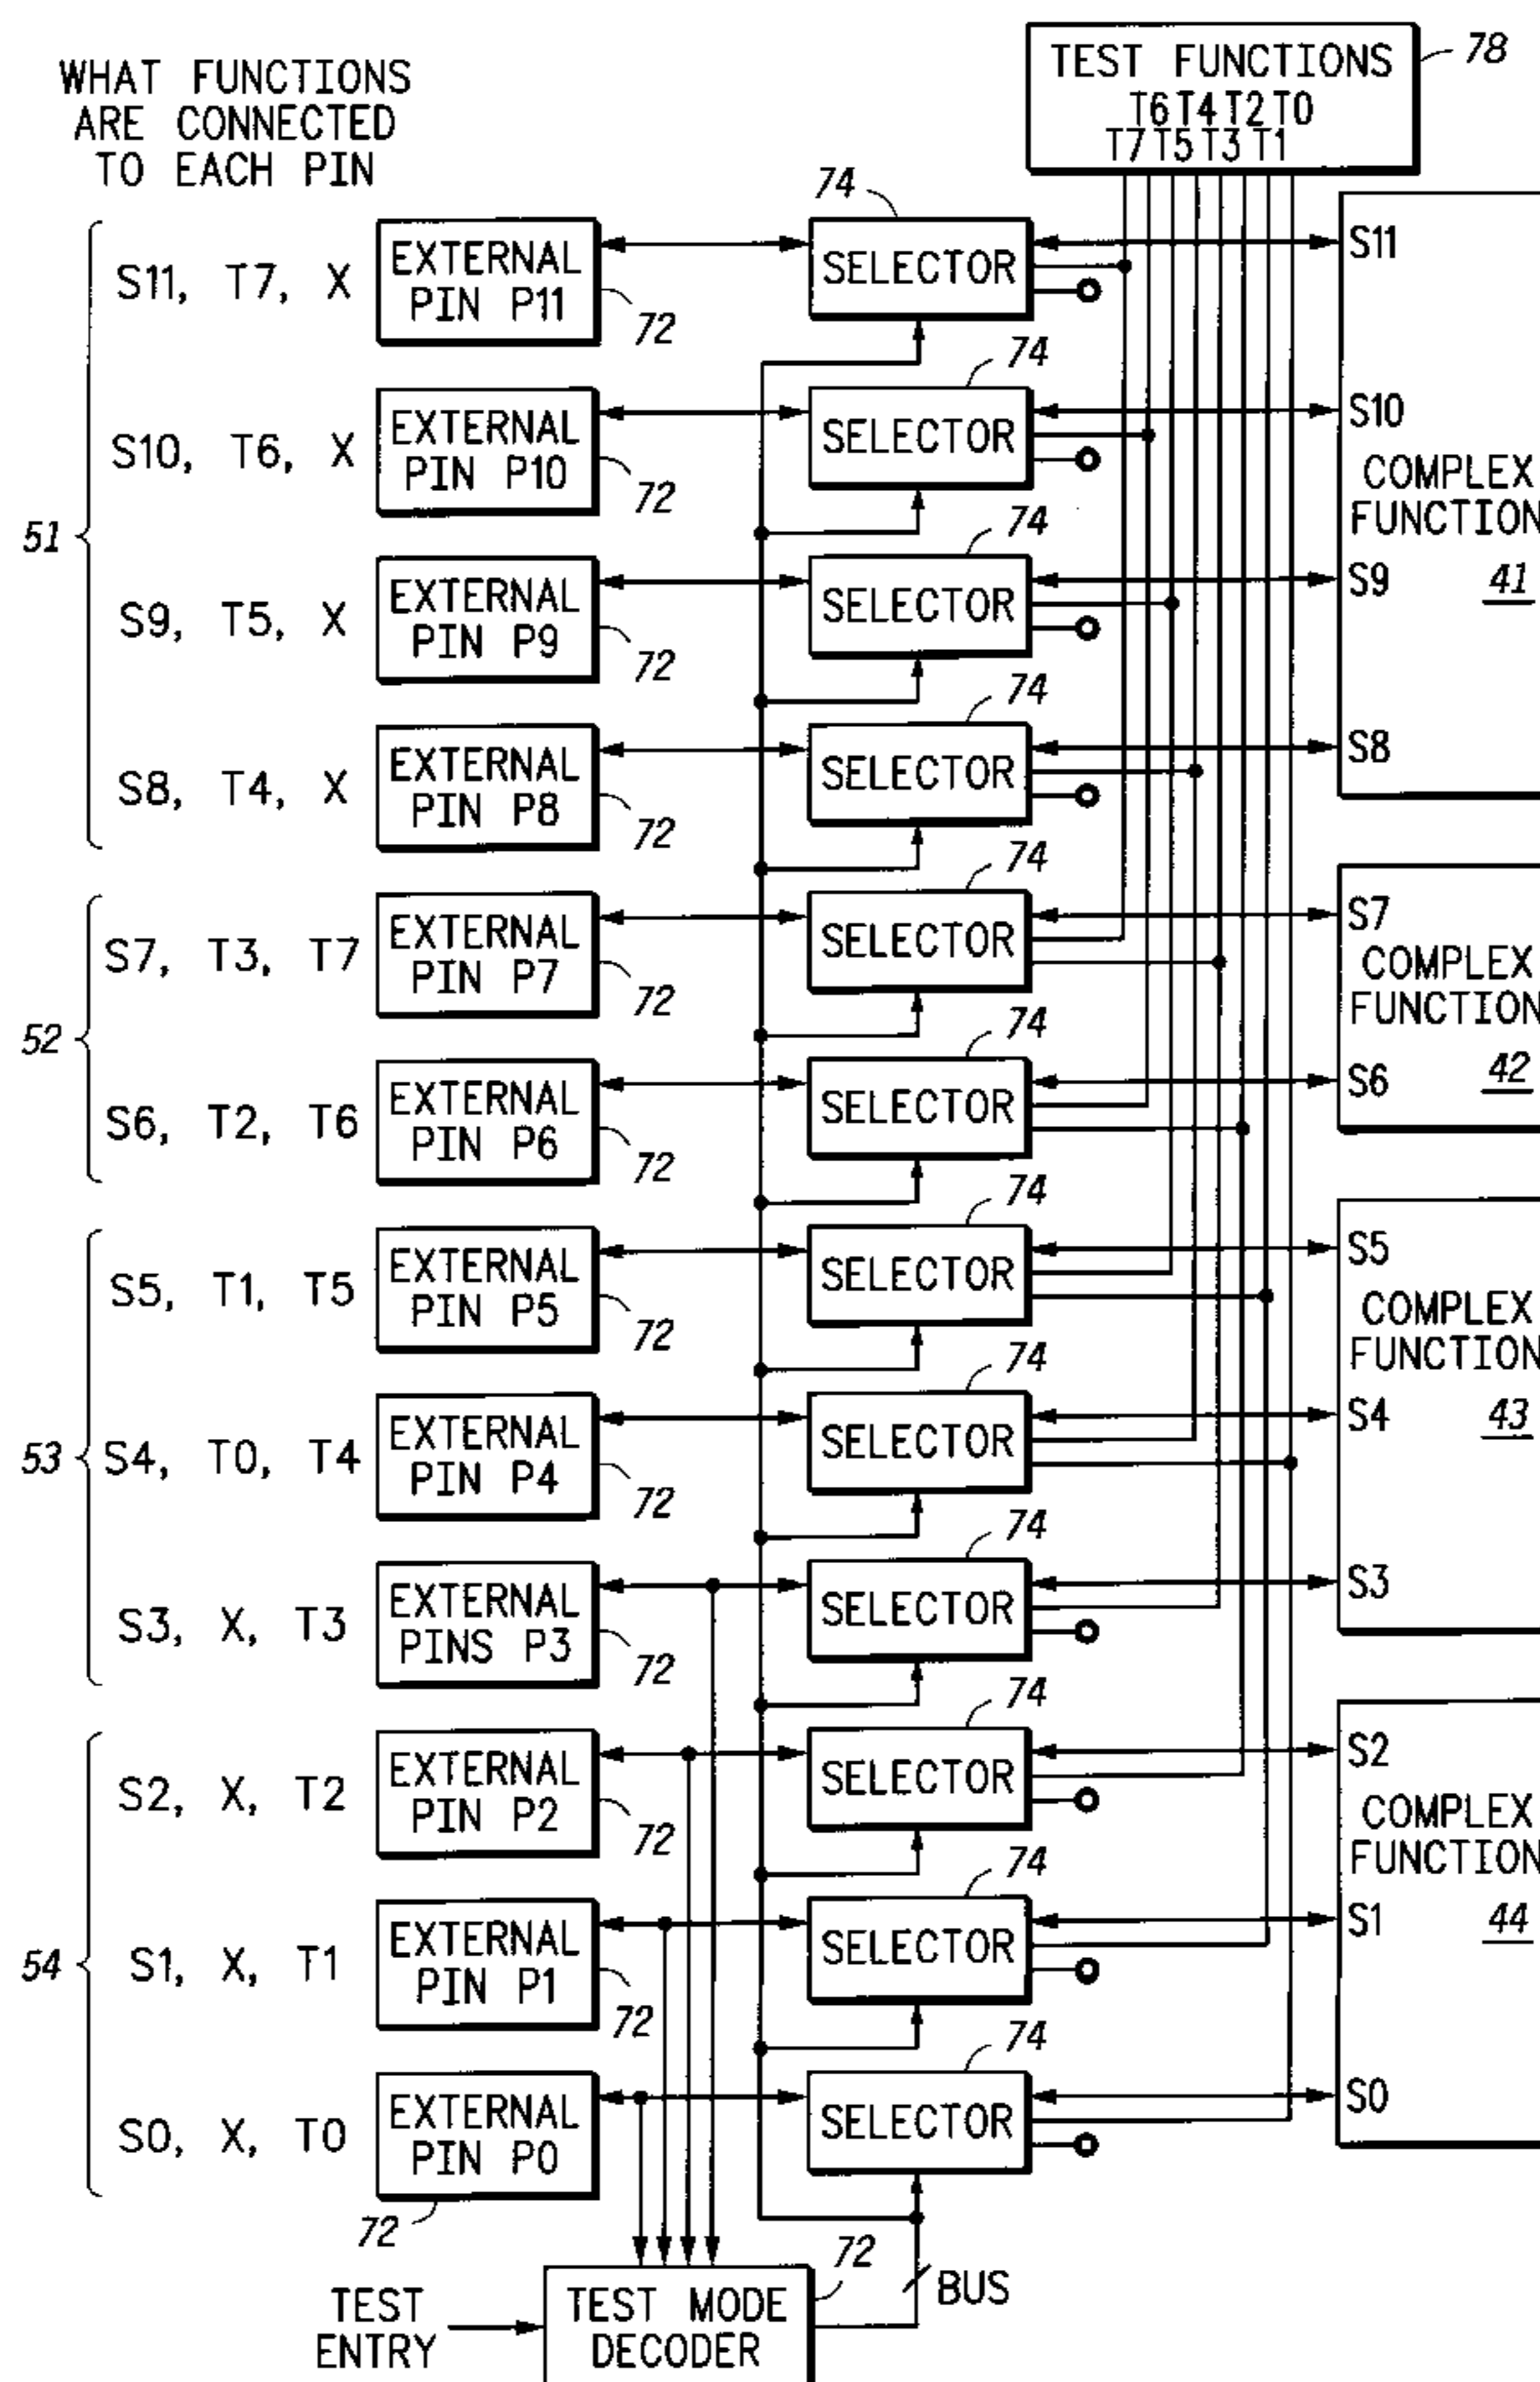 WHAT FUNCTIONS
ARE CONNECTED
TO EACH PIN
TEST FUNCTIONS
T6 T4 T2 T0
T7 T5 T3 T1
78
51
S11, T7, X
EXTERNAL
PIN P11
72
74
SELECTOR
S11
S10, T6, X
EXTERNAL
PIN P10
72
74
SELECTOR
S10
COMPLEX
FUNCTION
41
S9, T5, X
EXTERNAL
PIN P9
72
74
SELECTOR
S9
S8, T4, X
EXTERNAL
PIN P8
72
74
SELECTOR
S8
52
S7, T3, T7
EXTERNAL
PIN P7
72
74
SELECTOR
S7
COMPLEX
FUNCTION
42
S6, T2, T6
EXTERNAL
PIN P6
72
74
SELECTOR
S6
53
S5, T1, T5
EXTERNAL
PIN P5
72
74
SELECTOR
S5
COMPLEX
FUNCTION
43
S4, T0, T4
EXTERNAL
PIN P4
72
74
SELECTOR
S4
S3, X, T3
EXTERNAL
PINS P3
72
74
SELECTOR
S3
54
S2, X, T2
EXTERNAL
PIN P2
72
74
SELECTOR
S2
COMPLEX
FUNCTION
44
S1, X, T1
EXTERNAL
PIN P1
72
74
SELECTOR
S1
S0, X, T0
EXTERNAL
PIN P0
72
74
SELECTOR
S0
TEST
ENTRY
TEST MODE
DECODER
72
BUS